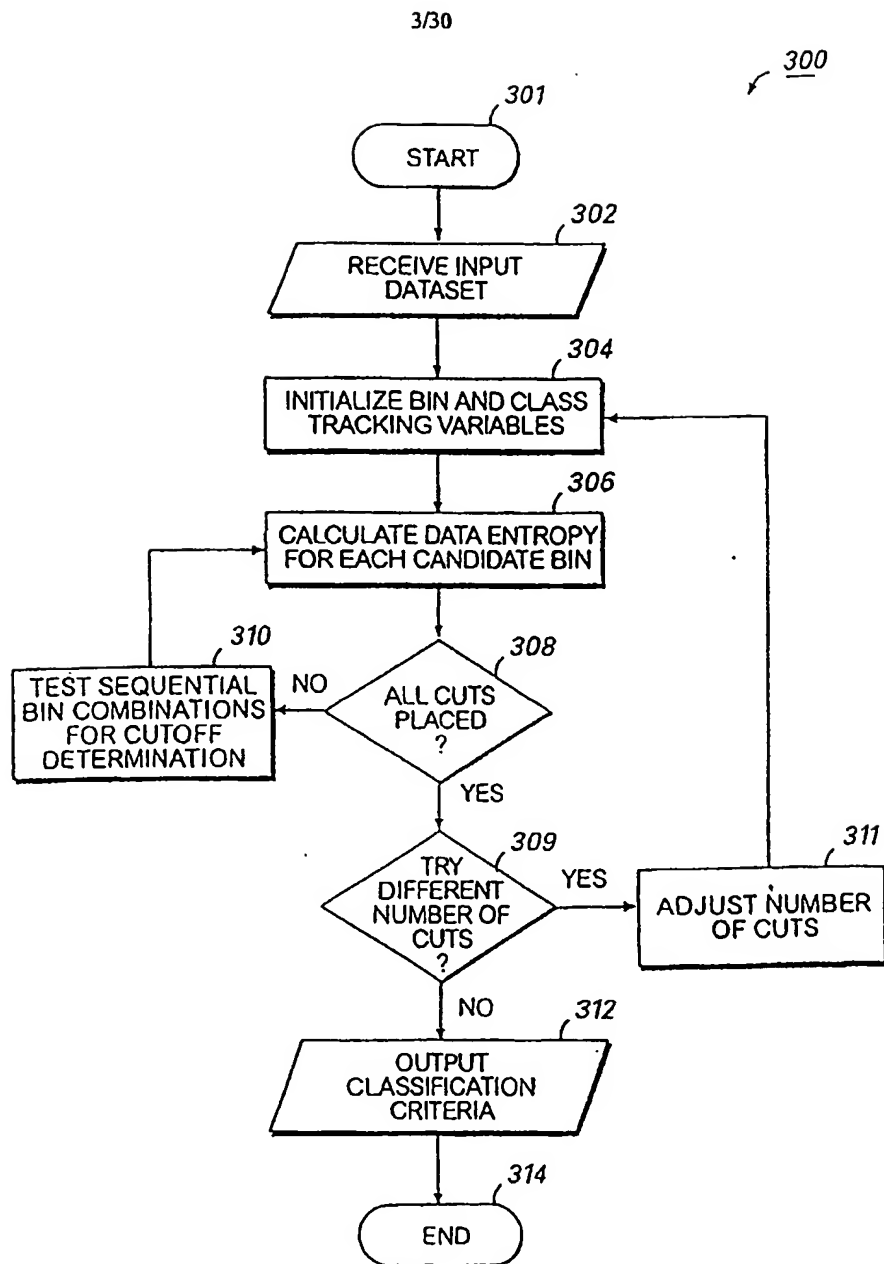 3/30
300
301
START
302
RECEIVE INPUT
DATASET
304
INITIALIZE BIN AND CLASS
TRACKING VARIABLES
306
CALCULATE DATA ENTROPY
FOR EACH CANDIDATE BIN
310
TEST SEQUENTIAL
BIN COMBINATIONS
FOR CUTOFF
DETERMINATION
NO
308
ALL CUTS
PLACED
?
YES
309
TRY
DIFFERENT
NUMBER OF
CUTS
?
YES
311
ADJUST NUMBER
OF CUTS
NO
312
OUTPUT
CLASSIFICATION
CRITERIA
314
END